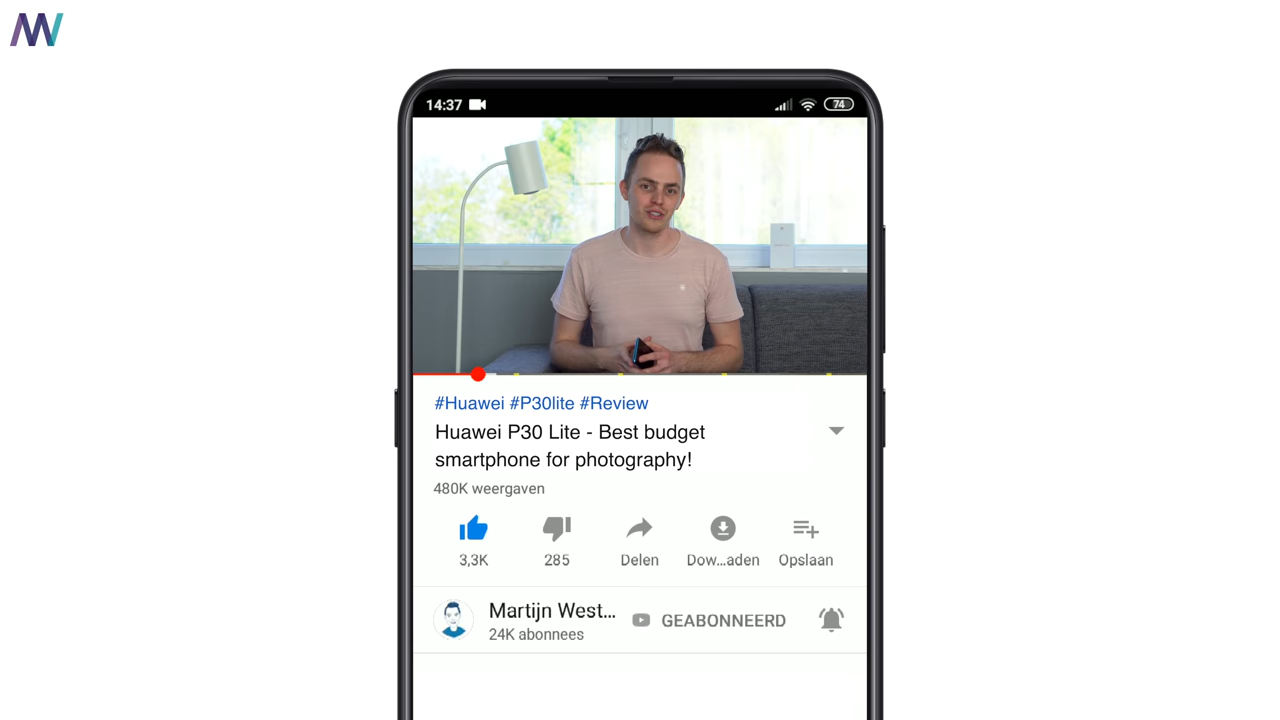 14:37 74
#Huawei #P30lite #Review
Huawei P30 Lite - Best budget
smartphone for photography!
480K weergaven
3,3K 285 Delen Dow...aden Opslaan
Martijn West...
24K abonnees
GEABONNEERD